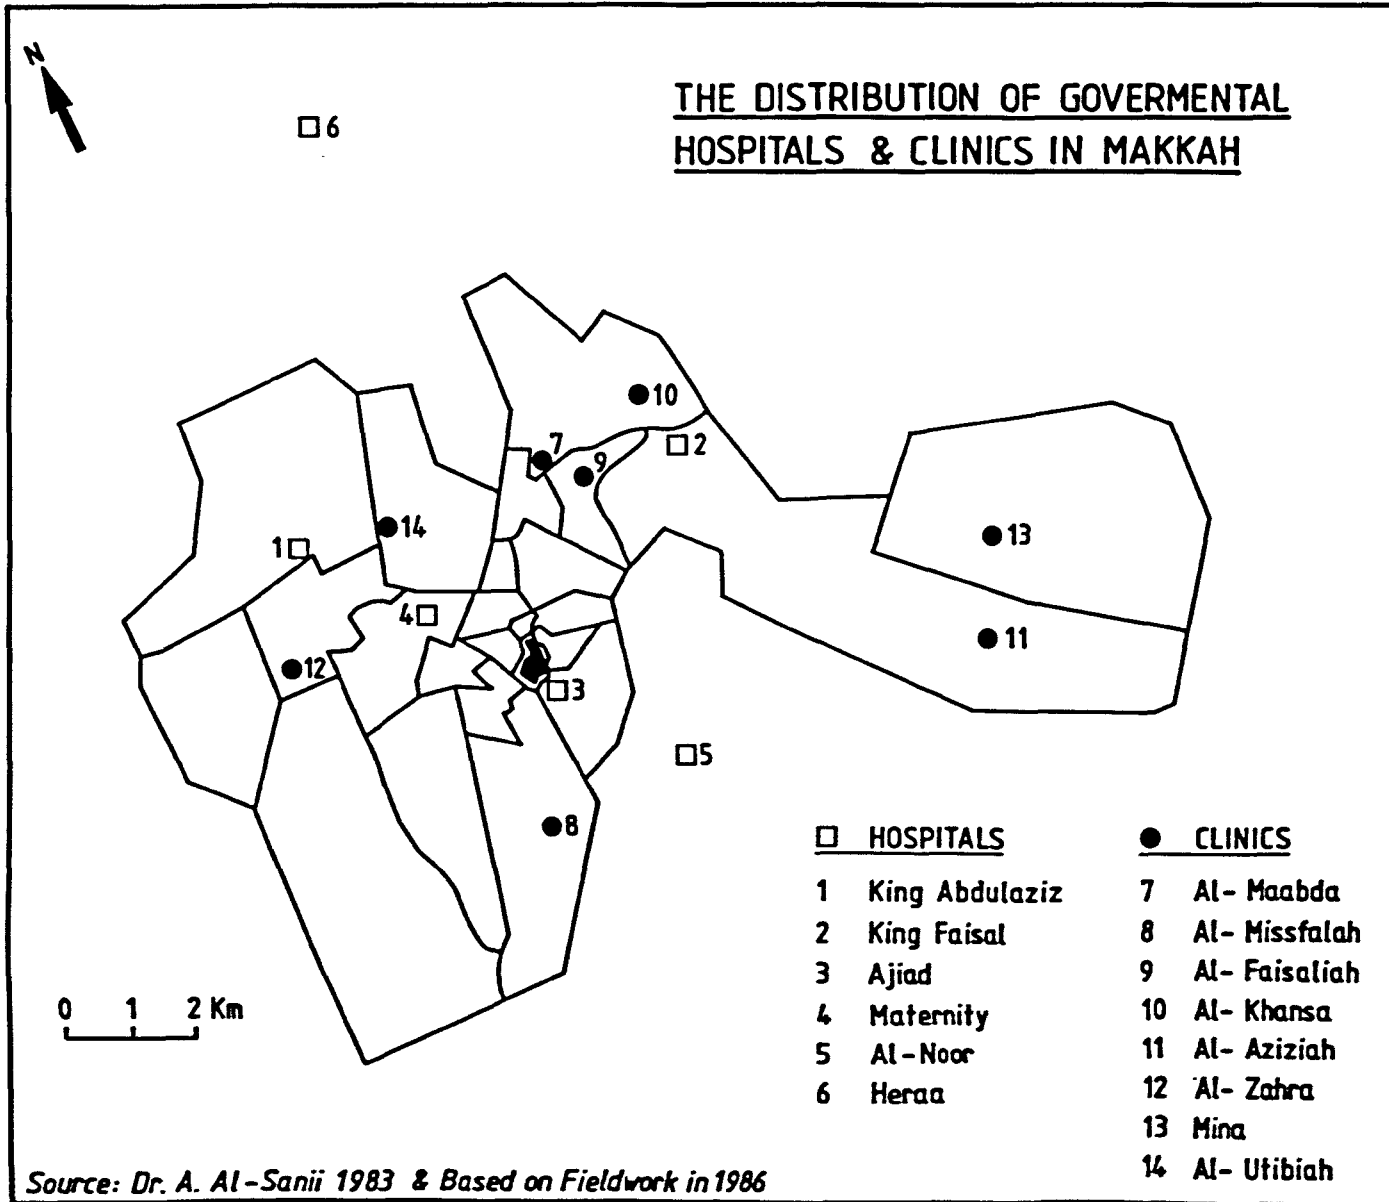 N
THE DISTRIBUTION OF GOVERMENTAL
HOSPITALS & CLINICS IN MAKKAH
6
10
7
2
9
14
13
1
4
11
12
3
5
8
HOSPITALS
1 King Abdulaziz
2 King Faisal
3 Ajiad
4 Maternity
5 Al-Noor
6 Heraa
CLINICS
7 Al-Maabda
8 Al-Missfalah
9 Al-Faisaliah
10 Al-Khansa
11 Al-Aziziah
12 Al-Zahra
13 Mina
14 Al-Utibiah
0 1 2 Km
Source: Dr. A. Al-Sanii 1983 & Based on Fieldwork in 1986